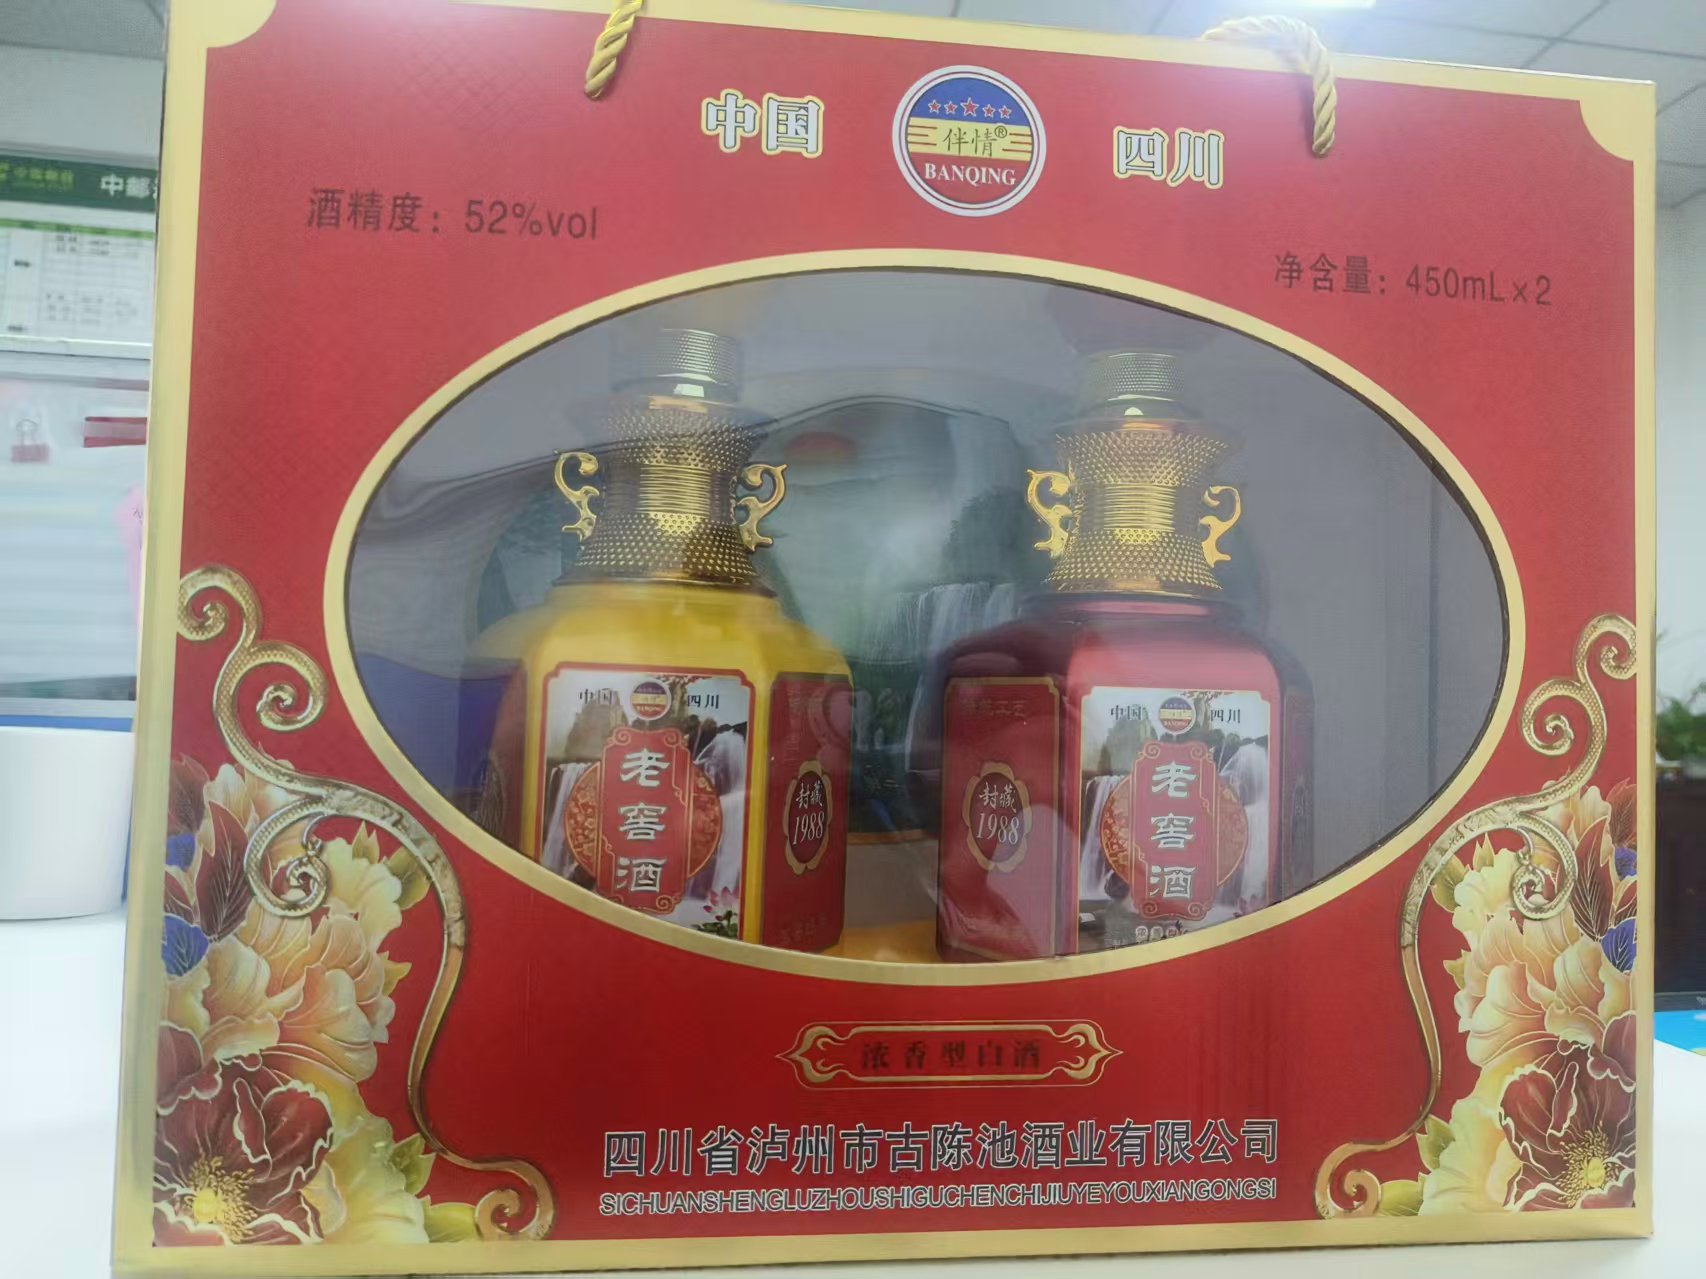 中国
伴情®
BANQING
四川
酒精度：52%vol
净含量：450mL×2
中国
四川
老窖酒
封藏
1988
封藏
1988
中国
四川
老窖酒
浓香型白酒
四川省泸州市古陈池酒业有限公司
SICHUANSHENGLUZHOUSHIGUCHENCHIJIUYEYOUXIANGONGSI
中邮